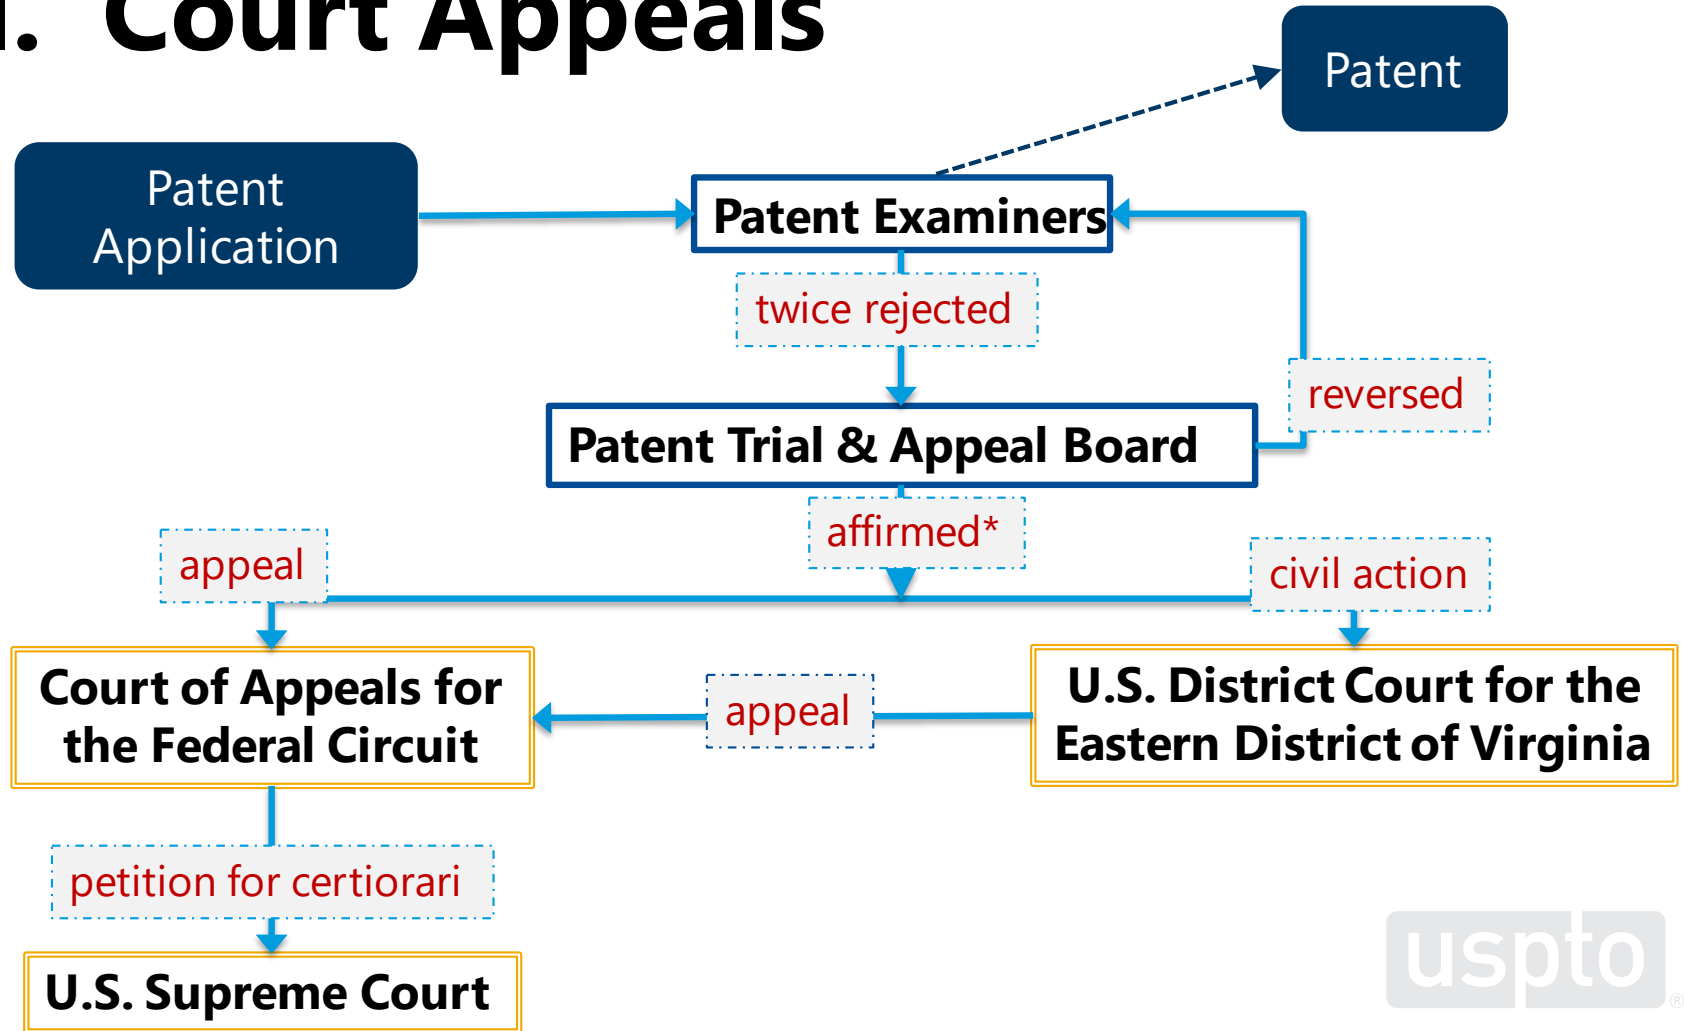 . Court Appeals
Patent
Patent
Application
Patent Examiners
twice rejected
reversed
Patent Trial & Appeal Board
affirmed*
appeal
civil action
Court of Appeals for
the Federal Circuit
appeal
U.S. District Court for the
Eastern District of Virginia
petition for certiorari
U.S. Supreme Court
uspto
®